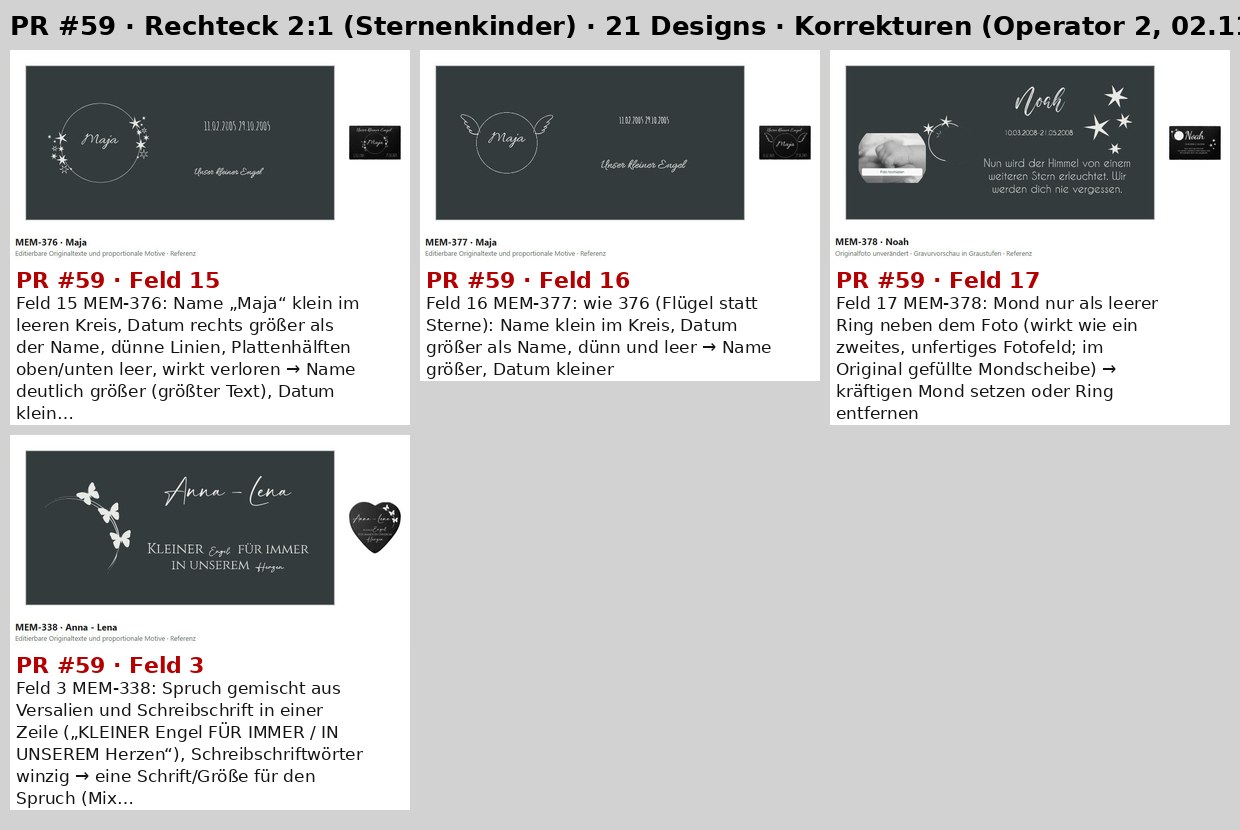 PR #59 · Rechteck 2:1 (Sternenkinder) · 21 Designs · Korrekturen (Operator 2, 02.11
Maja
11.02.2005 29.10.2005
Unser Kleiner Engel
MEM-376 · Maja
Editierbare Originaltexte und proportionale Motive · Referenz
PR #59 · Feld 15
Feld 15 MEM-376: Name „Maja“ klein im
leeren Kreis, Datum rechts größer als
der Name, dünne Linien, Plattenhälften
oben/unten leer, wirkt verloren → Name
deutlich größer (größter Text), Datum
klein…
Maja
11.02.2005 29.10.2005
Unser Kleiner Engel
MEM-377 · Maja
Editierbare Originaltexte und proportionale Motive · Referenz
PR #59 · Feld 16
Feld 16 MEM-377: wie 376 (Flügel statt
Sterne): Name klein im Kreis, Datum
größer als Name, dünn und leer → Name
größer, Datum kleiner
Noah
10.03.2008-21.05.2008
Nun wird der Himmel von einem
weiteren Stern erleuchtet. Wir
werden dich nie vergessen.
Noah
MEM-378 · Noah
Originalfoto unverändert · Gravurvorschau in Graustufen · Referenz
PR #59 · Feld 17
Feld 17 MEM-378: Mond nur als leerer
Ring neben dem Foto (wirkt wie ein
zweites, unfertiges Fotofeld; im
Original gefüllte Mondscheibe) →
kräftigen Mond setzen oder Ring
entfernen
Anna - Lena
KLEINER Engel FÜR IMMER
IN UNSEREM Herzen
MEM-338 · Anna - Lena
Editierbare Originaltexte und proportionale Motive · Referenz
PR #59 · Feld 3
Feld 3 MEM-338: Spruch gemischt aus
Versalien und Schreibschrift in einer
Zeile („KLEINER Engel FÜR IMMER / IN
UNSEREM Herzen“), Schreibschriftwörter
winzig → eine Schrift/Größe für den
Spruch (Mix…